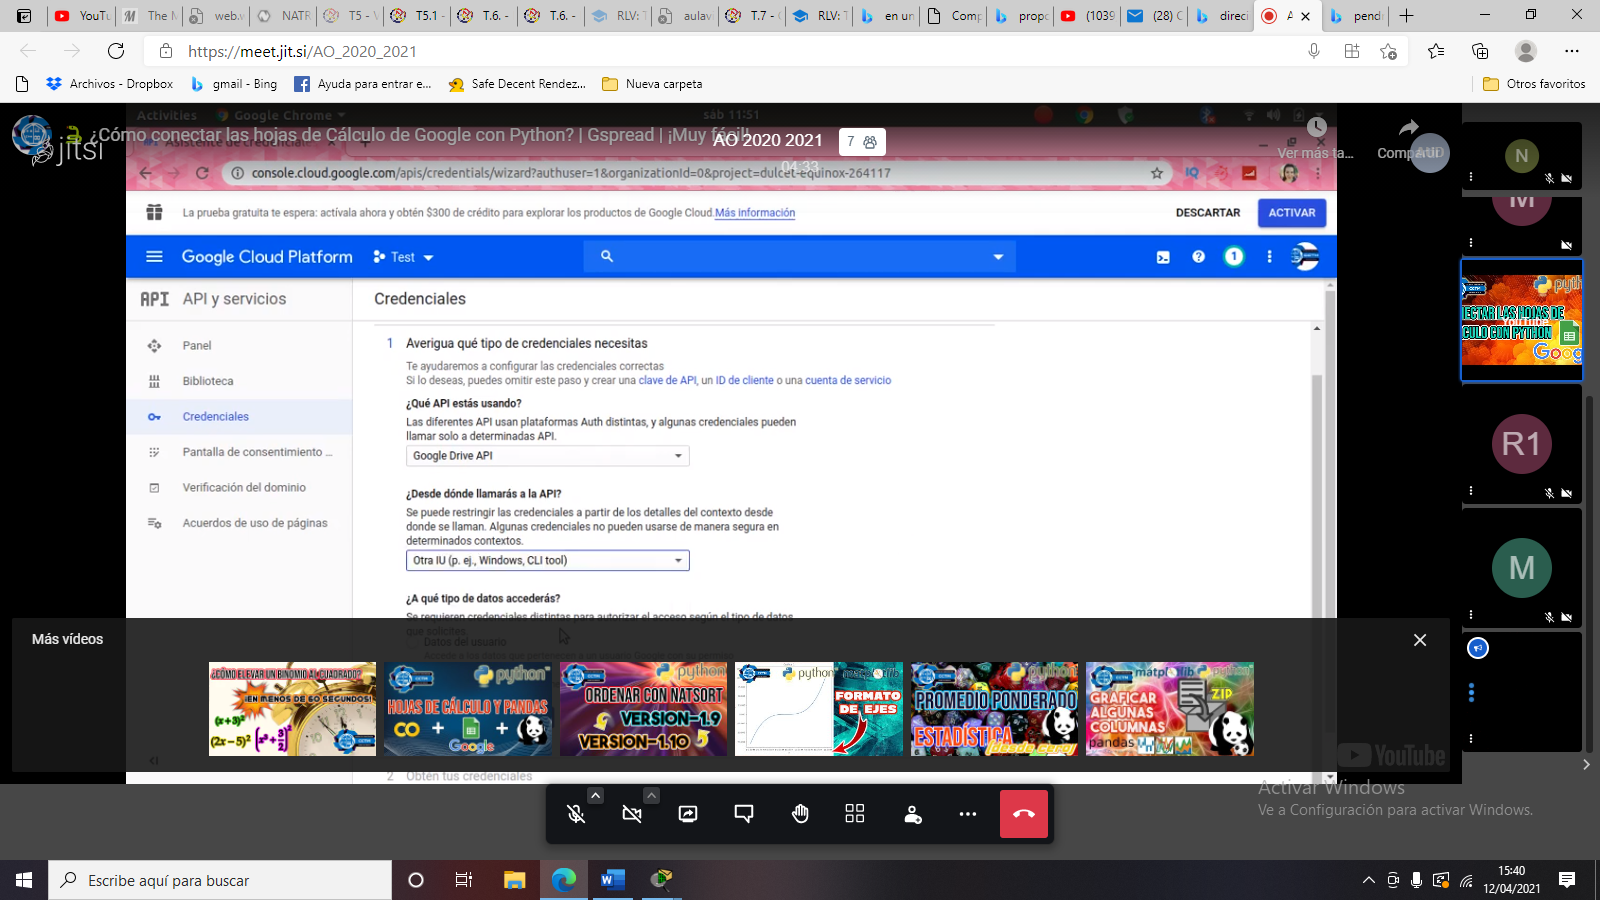 YouTu
The M
web.v
NATR
T5 - V
T5.1 -
T.6. -
T.6. -
RLV: T
aulav
T.7 - C
RLV: T
en un
Comp
propo
(1039
(28) C
direci
A
pend
https://meet.jit.si/AO_2020_2021
Archivos - Dropbox
gmail - Bing
Ayuda para entrar e...
Safe Decent Rendez...
Nueva carpeta
Otros favoritos
Activities
Google Chrome
sáb 11:51
¿Cómo conectar las hojas de Cálculo de Google con Python? | Gspread | ¡Muy fácil!
jitsi
AO 2020 2021
7
04:33
Ver más ta...
Compartir
console.cloud.google.com/apis/credentials/wizard?authuser=1&organizationId=0&project=dulcet-equinox-264117
La prueba gratuita te espera: actívala ahora y obtén $300 de crédito para explorar los productos de Google Cloud. Más información
DESCARTAR
ACTIVAR
Google Cloud Platform
Test
1
API
API y servicios
Credenciales
Panel
Biblioteca
Credenciales
Pantalla de consentimiento ...
Verificación del dominio
Acuerdos de uso de páginas
1 Averigua qué tipo de credenciales necesitas
Te ayudaremos a configurar las credenciales correctas
Si lo deseas, puedes omitir este paso y crear una clave de API, un ID de cliente o una cuenta de servicio
¿Qué API estás usando?
Las diferentes API usan plataformas Auth distintas, y algunas credenciales pueden
llamar solo a determinadas API.
Google Drive API
¿Desde dónde llamarás a la API?
Se puede restringir las credenciales a partir de los detalles del contexto desde
donde se llaman. Algunas credenciales no pueden usarse de manera segura en
determinados contextos.
Otra IU (p. ej., Windows, CLI tool)
¿A qué tipo de datos accederás?
Se requieren credenciales distintas para autorizar el acceso según el tipo de datos
que solicites.
Datos del usuario
2 Obtén tus credenciales
Más vídeos
¿CÓMO ELEVAR UN BINOMIO AL CUADRADO?
¡EN MENOS DE 60 SEGUNDOS!
(x+3)²
(2x-5)²
python
HOJAS DE CÁLCULO Y PANDAS
CO + + 
Google
python
ORDENAR CON NATSORT
VERSION-1.9
VERSION-1.10
python
matplotlib
FORMATO
DE EJES
python
PROMEDIO PONDERADO
ESTADÍSTICA
¡desde cero!
matplotlib
python
GRAFICAR
ALGUNAS
COLUMNAS
pandas
ZIP
YouTube
N
M
python
NECTAR LAS HOJAS DE
YouTube
CULO CON PYTHON
Goog
R1
M
Activar Windows
Ve a Configuración para activar Windows.
Escribe aquí para buscar
15:40
12/04/2021